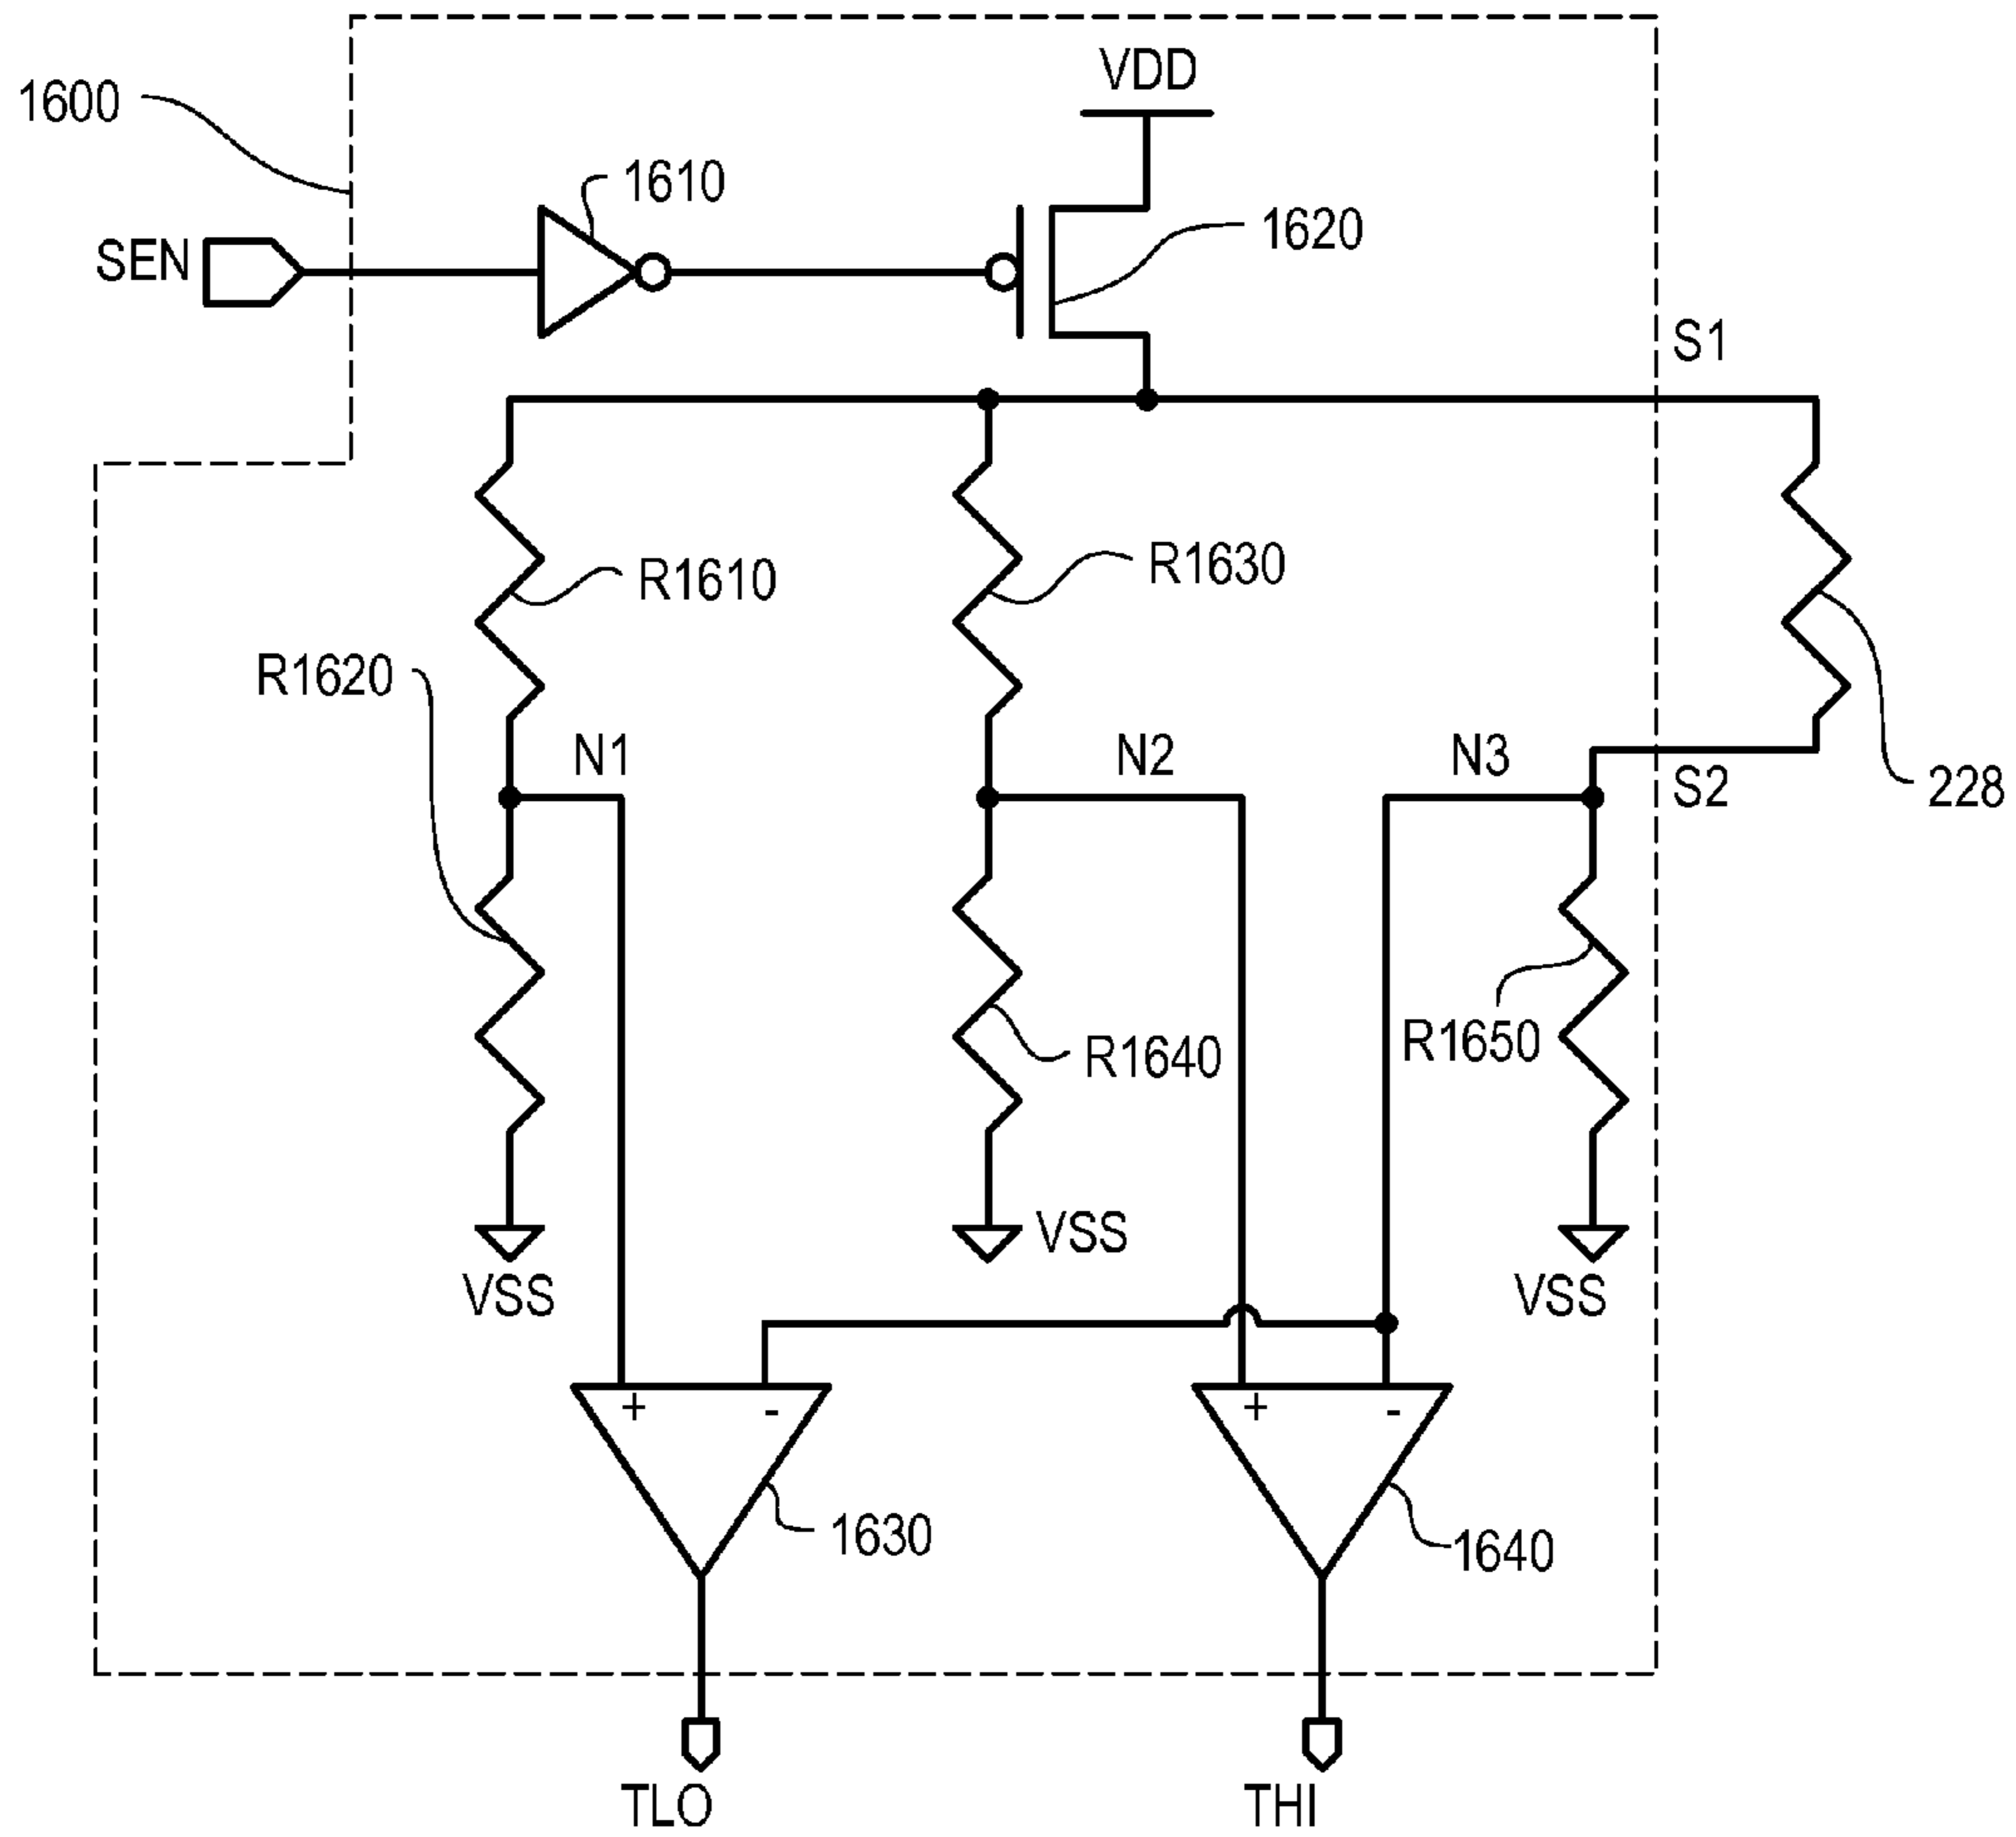 VDD
1600
1610
1620
SEN
S1
R1610
R1630
R1620
N1
N2
N3
S2
228
R1640
R1650
VSS
VSS
VSS
+
-
+
-
1630
1640
TLO
THI